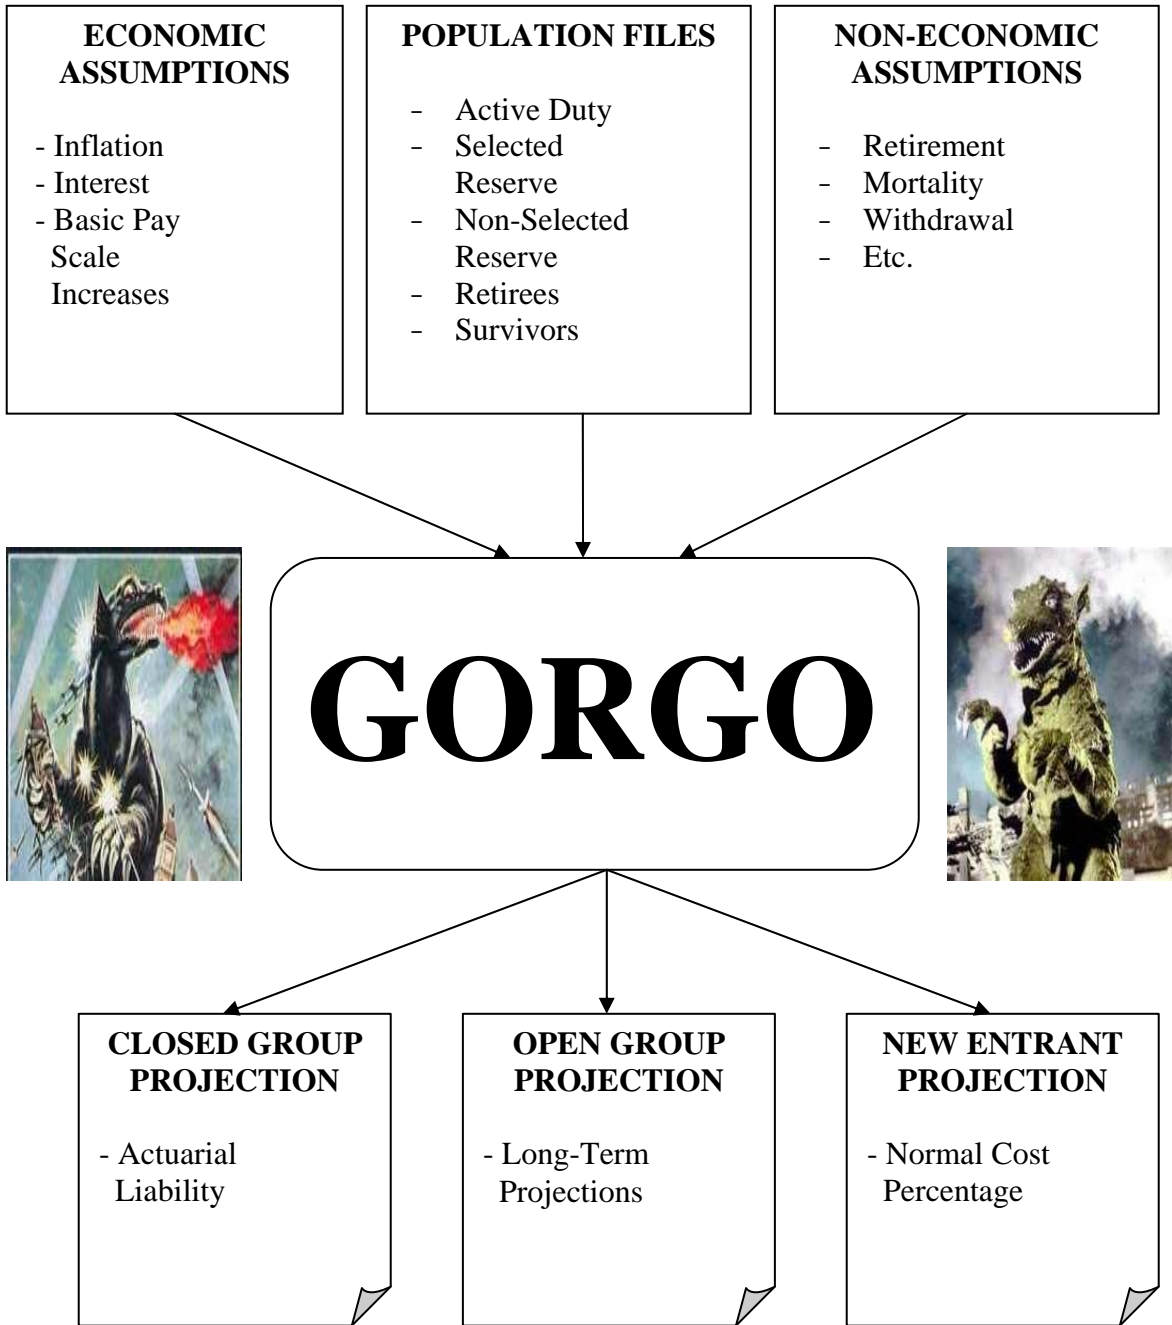 ECONOMIC
ASSUMPTIONS
- Inflation
- Interest
- Basic Pay
Scale
Increases
POPULATION FILES
- Active Duty
- Selected
Reserve
- Non-Selected
Reserve
- Retirees
- Survivors
NON-ECONOMIC
ASSUMPTIONS
- Retirement
- Mortality
- Withdrawal
- Etc.
GORGO
CLOSED GROUP
PROJECTION
- Actuarial
Liability
OPEN GROUP
PROJECTION
- Long-Term
Projections
NEW ENTRANT
PROJECTION
- Normal Cost
Percentage